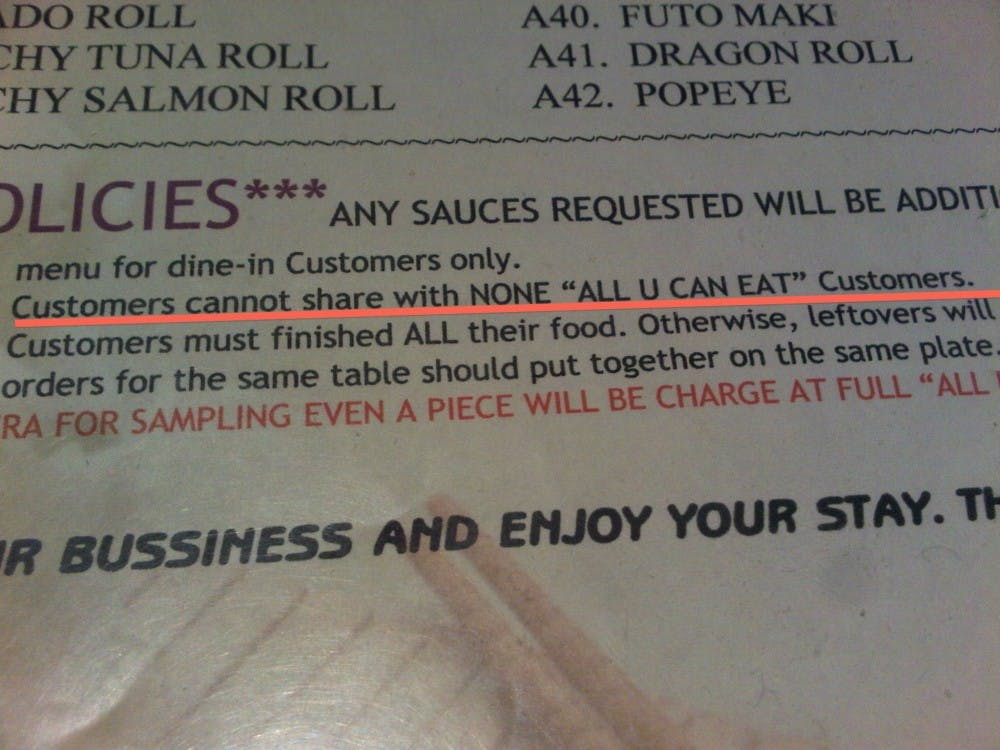 ADO ROLL
CHY TUNA ROLL
CHY SALMON ROLL
A40. FUTO MAKI
A41. DRAGON ROLL
A42. POPEYE
OLICIES*** ANY SAUCES REQUESTED WILL BE ADDITI
menu for dine-in Customers only.
Customers cannot share with NONE “ALL U CAN EAT” Customers.
Customers must finished ALL their food. Otherwise, leftovers will
orders for the same table should put together on the same plate.
RA FOR SAMPLING EVEN A PIECE WILL BE CHARGE AT FULL “ALL
R BUSSINESS AND ENJOY YOUR STAY. TH